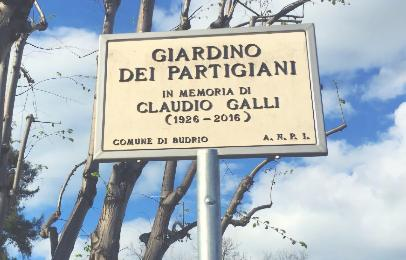 GIARDINO
DEI PARTIGIANI
IN MEMORIA DI
CLAUDIO GALLI
(1926-2016)
COMUNE DI BUDRIO A.N.P.I.